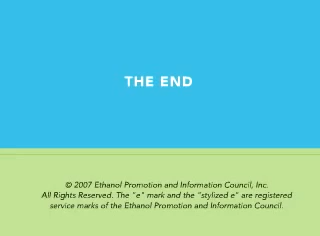 THE END
© 2007 Ethanol Promotion and Information Council, Inc.
All Rights Reserved. The "e" mark and the "stylized e" are registered
service marks of the Ethanol Promotion and Information Council.